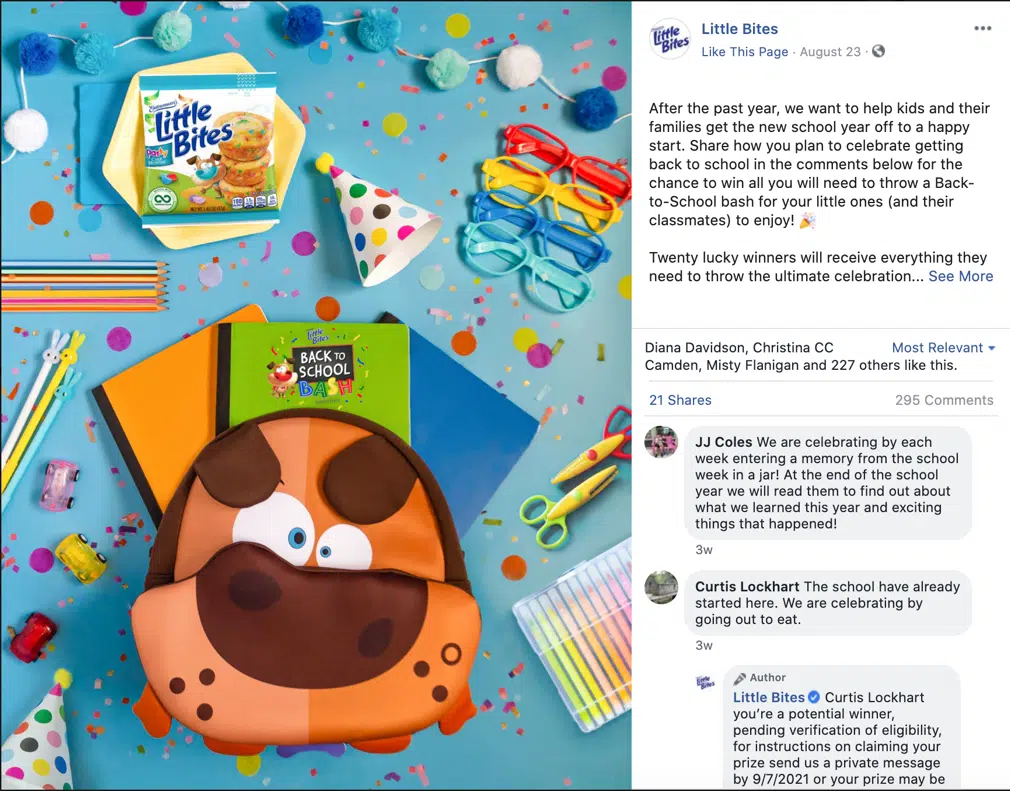 Little
Bites
Party
Little
Bites
BACK TO
SCHOOL
BASH
Little
Bites
Little Bites
Like This Page · August 23 ·
After the past year, we want to help kids and their
families get the new school year off to a happy
start. Share how you plan to celebrate getting
back to school in the comments below for the
chance to win all you will need to throw a Back-
to-School bash for your little ones (and their
classmates) to enjoy! 🎉
Twenty lucky winners will receive everything they
need to throw the ultimate celebration... See More
Diana Davidson, Christina CC
Camden, Misty Flanigan and 227 others like this.
Most Relevant
21 Shares
295 Comments
JJ Coles We are celebrating by each
week entering a memory from the school
week in a jar! At the end of the school
year we will read them to find out about
what we learned this year and exciting
things that happened!
3w
Curtis Lockhart The school have already
started here. We are celebrating by
going out to eat.
3w
Little
Bites
Author
Little Bites Curtis Lockhart
you're a potential winner,
pending verification of eligibility,
for instructions on claiming your
prize send us a private message
by 9/7/2021 or your prize may be